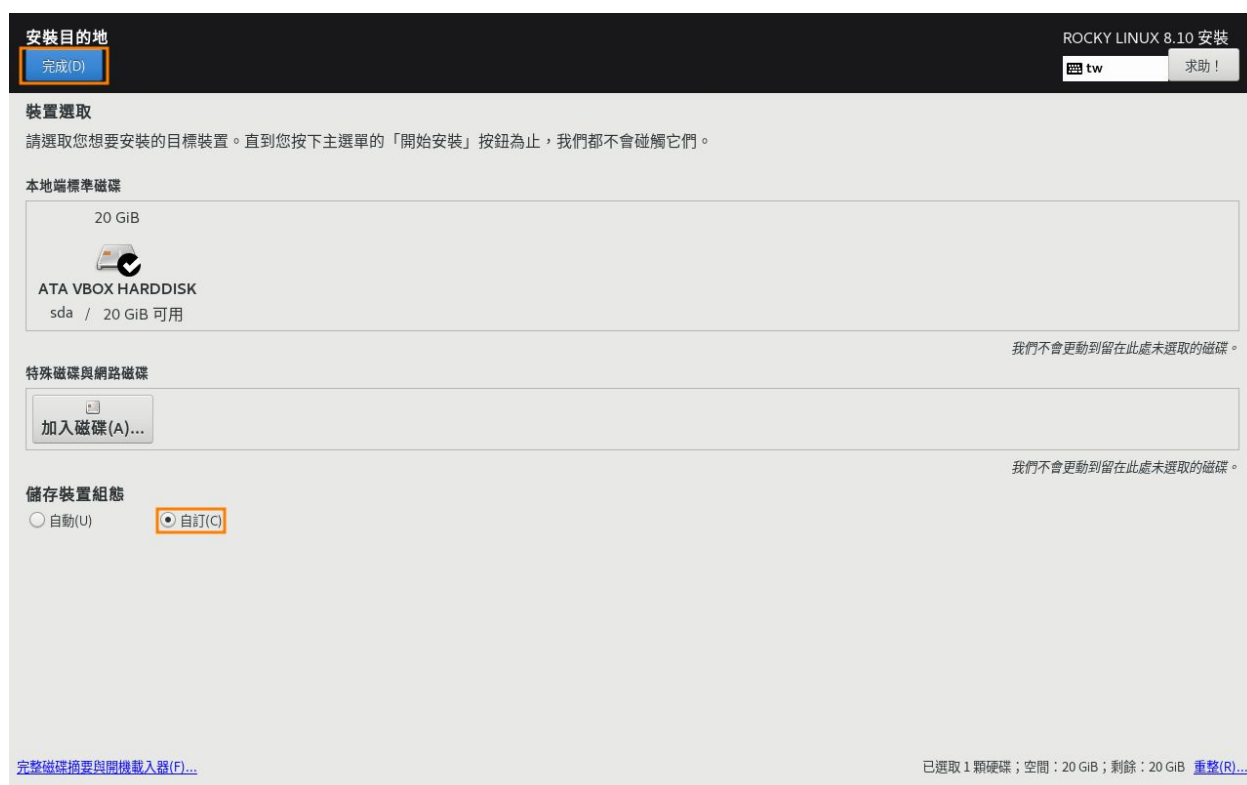 安裝目的地
ROCKY LINUX 8.10 安裝
完成(D)
tw
求助！
裝置選取
請選取您想要安裝的目標裝置。直到您按下主選單的「開始安裝」按鈕為止，我們都不會碰觸它們。
本地端標準磁碟
20 GiB
ATA VBOX HARDDISK
sda / 20 GiB 可用
我們不會更動到留在此處未選取的磁碟。
特殊磁碟與網路磁碟
加入磁碟(A)...
我們不會更動到留在此處未選取的磁碟。
儲存裝置組態
自動(U) 自訂(C)
完整磁碟摘要與開機載入器(F)... 已選取 1 顆硬碟；空間：20 GiB；剩餘：20 GiB 重整(R)...